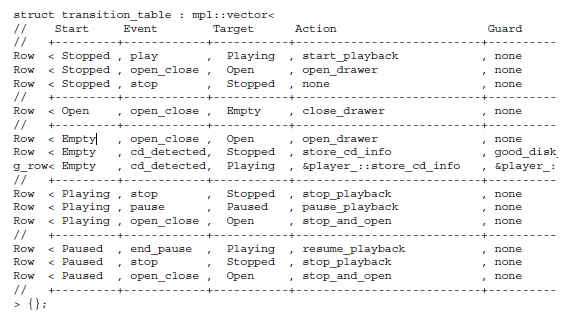 struct transition_table : mpl::vector<
//    Start     Event         Target      Action                      Guard
//   +---------+-------------+---------+---------------------------+----------
Row  < Stopped , play        ,  Playing  , start_playback            , none
Row  < Stopped , open_close  ,  Open     , open_drawer               , none
Row  < Stopped , stop        ,  Stopped  , none                      , none
//   +---------+-------------+---------+---------------------------+----------
Row  < Open    , open_close  ,  Empty    , close_drawer              , none
//   +---------+-------------+---------+---------------------------+----------
Row  < Empty   , open_close  ,  Open     , open_drawer               , none
Row  < Empty   , cd_detected,  Stopped  , store_cd_info             , good_disk_
g_row< Empty   , cd_detected,  Playing  , &player_::store_cd_info   , &player_:
//   +---------+-------------+---------+---------------------------+----------
Row  < Playing , stop        ,  Stopped  , stop_playback             , none
Row  < Playing , pause       ,  Paused   , pause_playback            , none
Row  < Playing , open_close  ,  Open     , stop_and_open             , none
//   +---------+-------------+---------+---------------------------+----------
Row  < Paused  , end_pause   ,  Playing  , resume_playback           , none
Row  < Paused  , stop        ,  Stopped  , stop_playback             , none
Row  < Paused  , open_close  ,  Open     , stop_and_open             , none
//   +---------+-------------+---------+---------------------------+----------
> {};